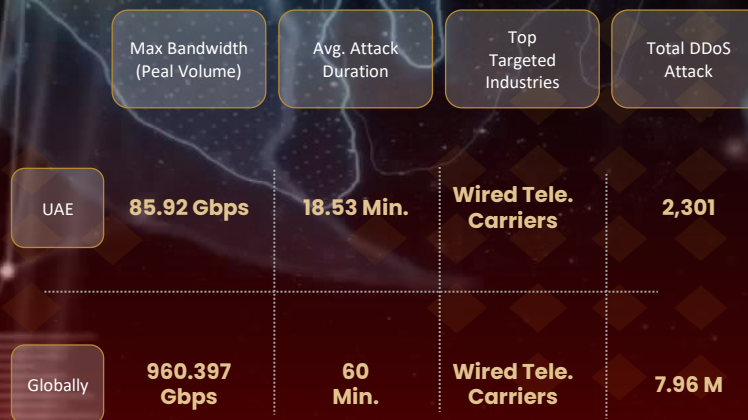 Max Bandwidth
(Peal Volume)
Avg. Attack
Duration
Top
Targeted
Industries
Total DDoS
Attack
UAE
85.92 Gbps
18.53 Min.
Wired Tele.
Carriers
2,301
Globally
960.397
Gbps
60
Min.
Wired Tele.
Carriers
7.96 M